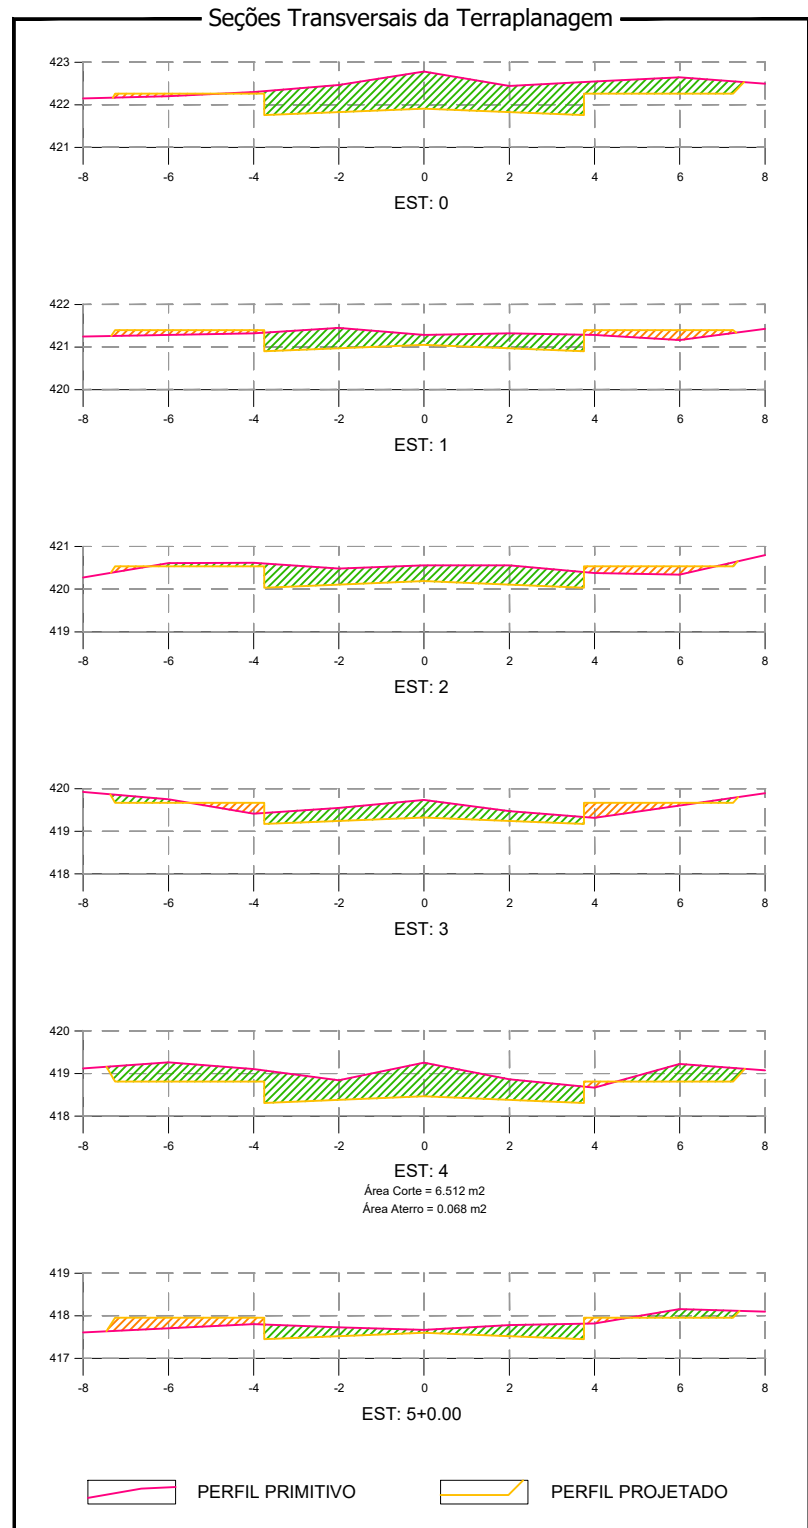 Seções Transversais da Terraplanagem
423
422
421
-8 -6 -4 -2 0 2 4 6 8
EST: 0
422
421
420
-8 -6 -4 -2 0 2 4 6 8
EST: 1
421
420
419
-8 -6 -4 -2 0 2 4 6 8
EST: 2
420
419
418
-8 -6 -4 -2 0 2 4 6 8
EST: 3
420
419
418
-8 -6 -4 -2 0 2 4 6 8
EST: 4
Área Corte = 6.512 m2
Área Aterro = 0.068 m2
419
418
417
-8 -6 -4 -2 0 2 4 6 8
EST: 5+0.00
PERFIL PRIMITIVO PERFIL PROJETADO